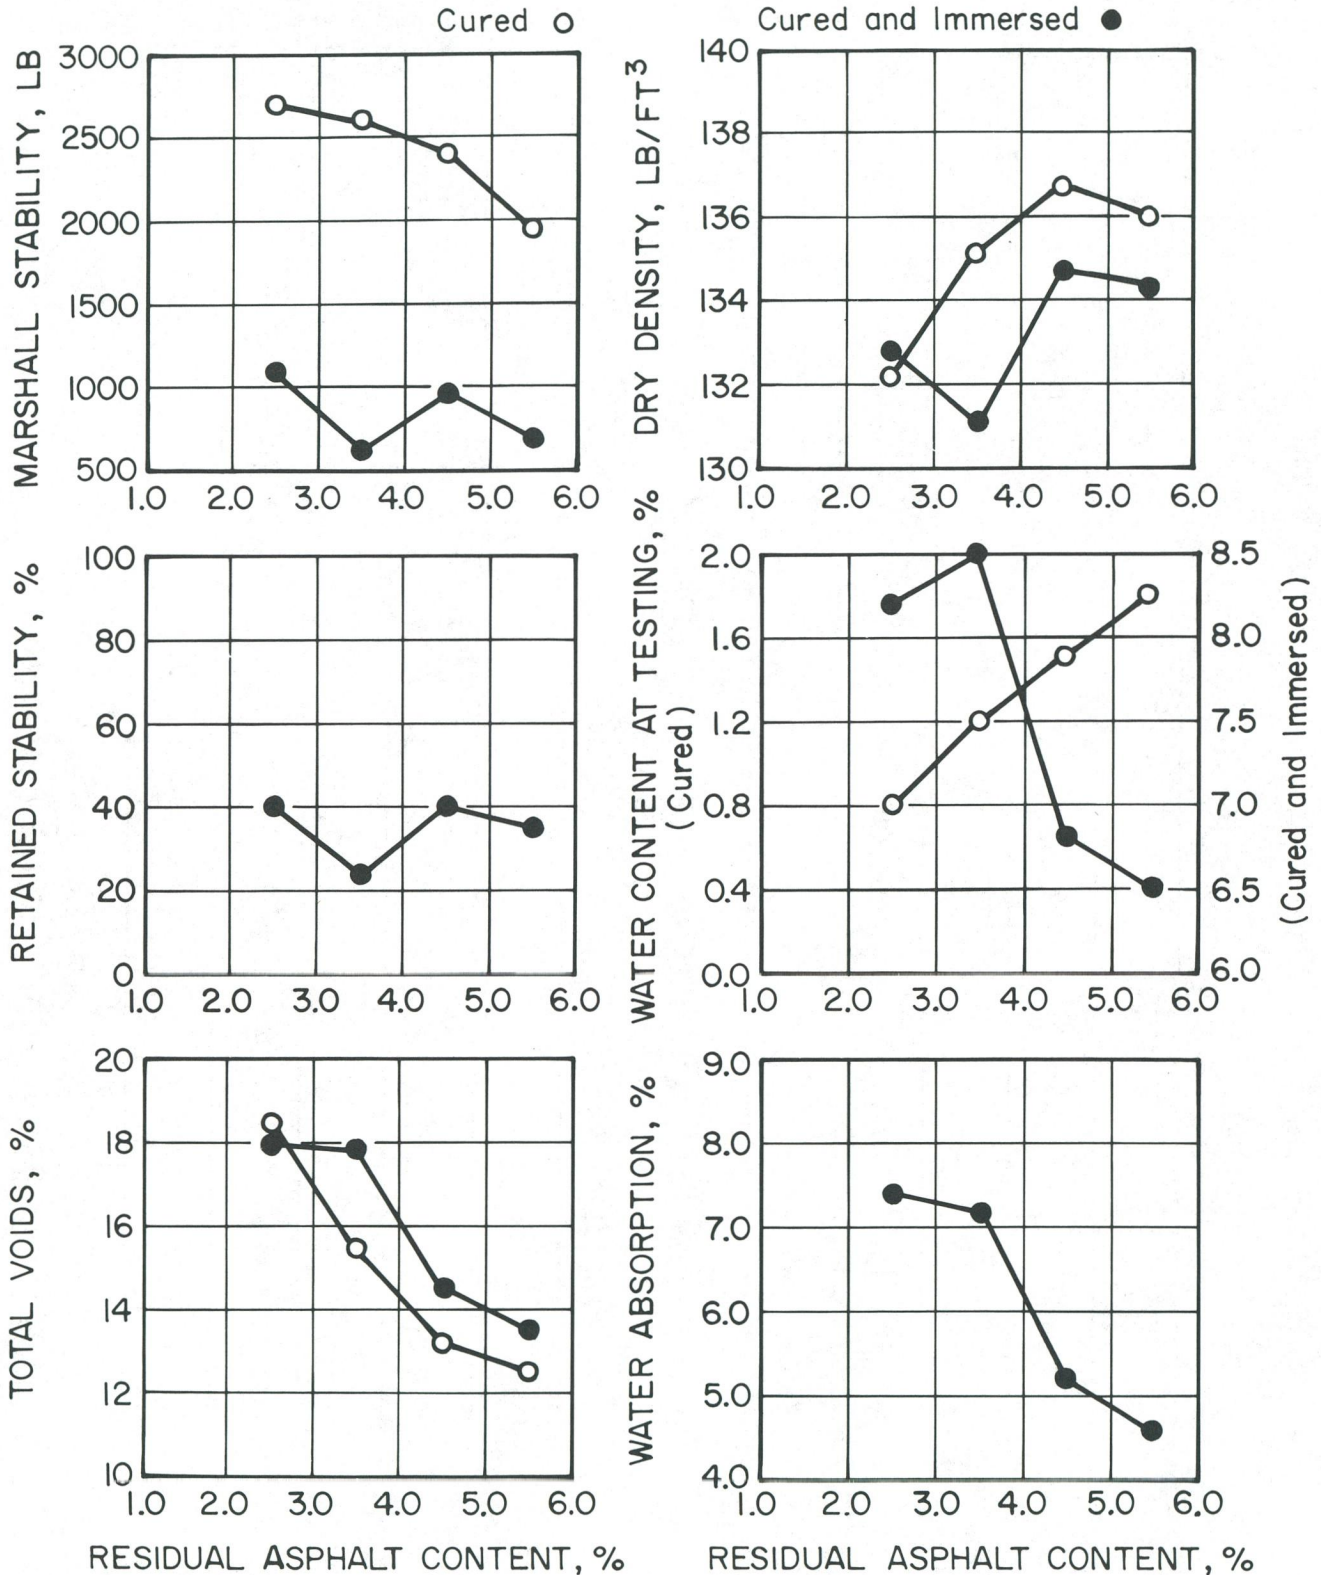 Cured
Cured and Immersed
MARSHALL STABILITY, LB
3000
2500
2000
1500
1000
500
1.0 2.0 3.0 4.0 5.0 6.0
DRY DENSITY, LB/FT³
140
138
136
134
132
130
1.0 2.0 3.0 4.0 5.0 6.0
RETAINED STABILITY, %
100
80
60
40
20
0
1.0 2.0 3.0 4.0 5.0 6.0
WATER CONTENT AT TESTING, %
(Cured)
2.0
1.6
1.2
0.8
0.4
0.0
8.5
8.0
7.5
7.0
6.5
6.0
(Cured and Immersed)
1.0 2.0 3.0 4.0 5.0 6.0
TOTAL VOIDS, %
20
18
16
14
12
10
1.0 2.0 3.0 4.0 5.0 6.0
RESIDUAL ASPHALT CONTENT, %
WATER ABSORPTION, %
9.0
8.0
7.0
6.0
5.0
4.0
1.0 2.0 3.0 4.0 5.0 6.0
RESIDUAL ASPHALT CONTENT, %